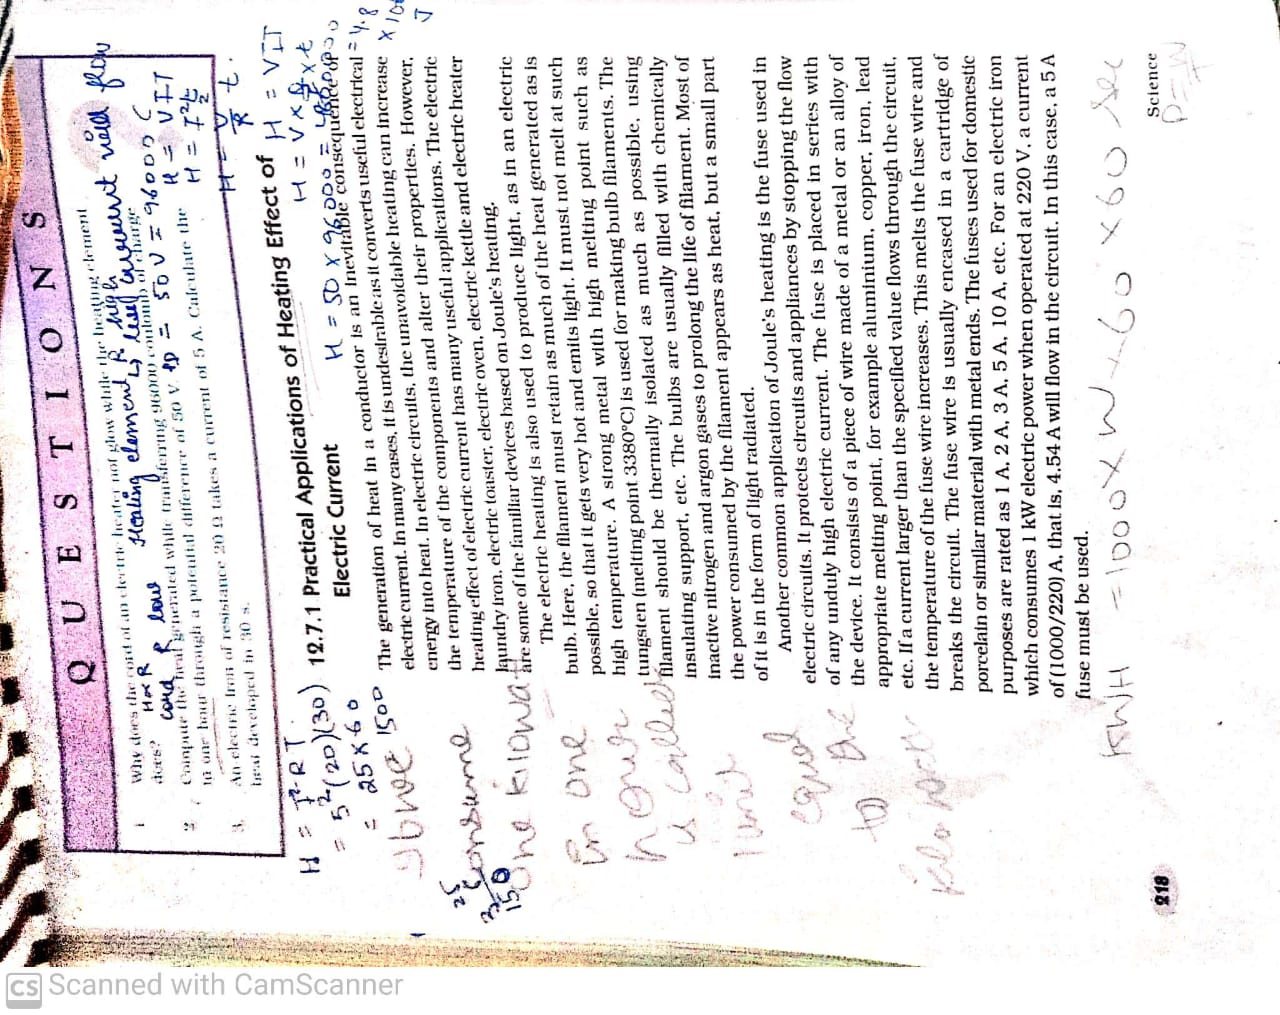 QUESTIONS
1. Why does the cord of an electric heater not glow while the heating element
does?
H∝R
cord R low
Heating element R high
↳ less current will flow
2. Compute the heat generated while transferring 96000 coulomb of charge
in one hour through a potential difference of 50 V.
50V = 96000 C
H = VIT
H = I²t
3. An electric iron of resistance 20 Ω takes a current of 5 A. Calculate the
heat developed in 30 s.
H = I²RT
= 5²(20)(30)
= 25 × 60
1500
H = V t.
R
H = VIT
H = V × Q × t
H = 50 × 96000 = 4800000
= 4.8
J
12.7.1 Practical Applications of Heating Effect of
Electric Current
The generation of heat in a conductor is an inevitable consequence of
electric current. In many cases, it is undesirable as it converts useful electrical
energy into heat. In electric circuits, the unavoidable heating can increase
the temperature of the components and alter their properties. However,
heating effect of electric current has many useful applications. The electric
laundry iron, electric toaster, electric oven, electric kettle and electric heater
are some of the familiar devices based on Joule's heating.
The electric heating is also used to produce light, as in an electric
bulb. Here, the filament must retain as much of the heat generated as is
possible, so that it gets very hot and emits light. It must not melt at such
high temperature. A strong metal with high melting point such as
tungsten (melting point 3380°C) is used for making bulb filaments. The
filament should be thermally isolated as much as possible, using
insulating support, etc. The bulbs are usually filled with chemically
inactive nitrogen and argon gases to prolong the life of filament. Most of
the power consumed by the filament appears as heat, but a small part
of it is in the form of light radiated.
Another common application of Joule's heating is the fuse used in
electric circuits. It protects circuits and appliances by stopping the flow
of any unduly high electric current. The fuse is placed in series with
the device. It consists of a piece of wire made of a metal or an alloy of
appropriate melting point, for example aluminium, copper, iron, lead
etc. If a current larger than the specified value flows through the circuit,
the temperature of the fuse wire increases. This melts the fuse wire and
breaks the circuit. The fuse wire is usually encased in a cartridge of
porcelain or similar material with metal ends. The fuses used for domestic
purposes are rated as 1 A, 2 A, 3 A, 5 A, 10 A, etc. For an electric iron
which consumes 1 kW electric power when operated at 220 V, a current
of (1000/220) A, that is, 4.54 A will flow in the circuit. In this case, a 5 A
fuse must be used.
consume
One kilowatt
in one
hour
is called
1 unit
equal
to one
25
150
KWH = 1000 × W × 60 × 60 sec
218
Science
CS Scanned with CamScanner